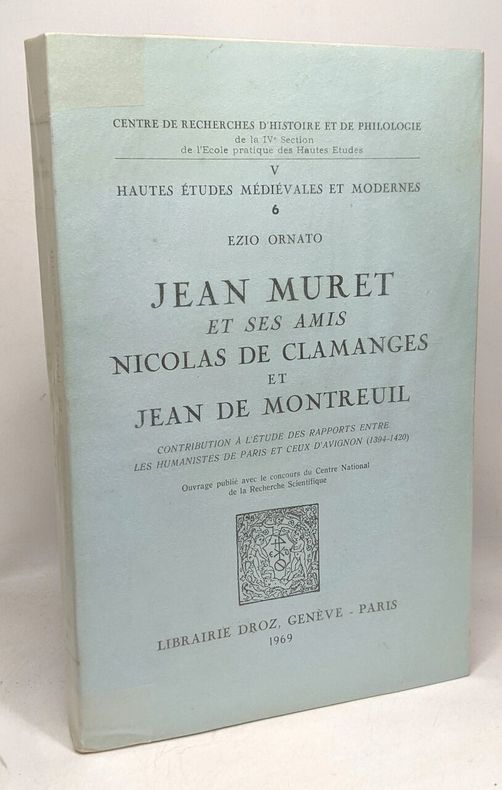 CENTRE DE RECHERCHES D'HISTOIRE ET DE PHILOLOGIE
de la IVe Section
de l'Ecole pratique des Hautes Etudes
V
HAUTES ÉTUDES MÉDIÉVALES ET MODERNES
6
EZIO ORNATO
JEAN MURET
ET SES AMIS
NICOLAS DE CLAMANGES
ET
JEAN DE MONTREUIL
CONTRIBUTION À L'ÉTUDE DES RAPPORTS ENTRE
LES HUMANISTES DE PARIS ET CEUX D'AVIGNON (1394-1420)
Ouvrage publié avec le concours du Centre National
de la Recherche Scientifique
LIBRAIRIE DROZ, GENÈVE - PARIS
1969